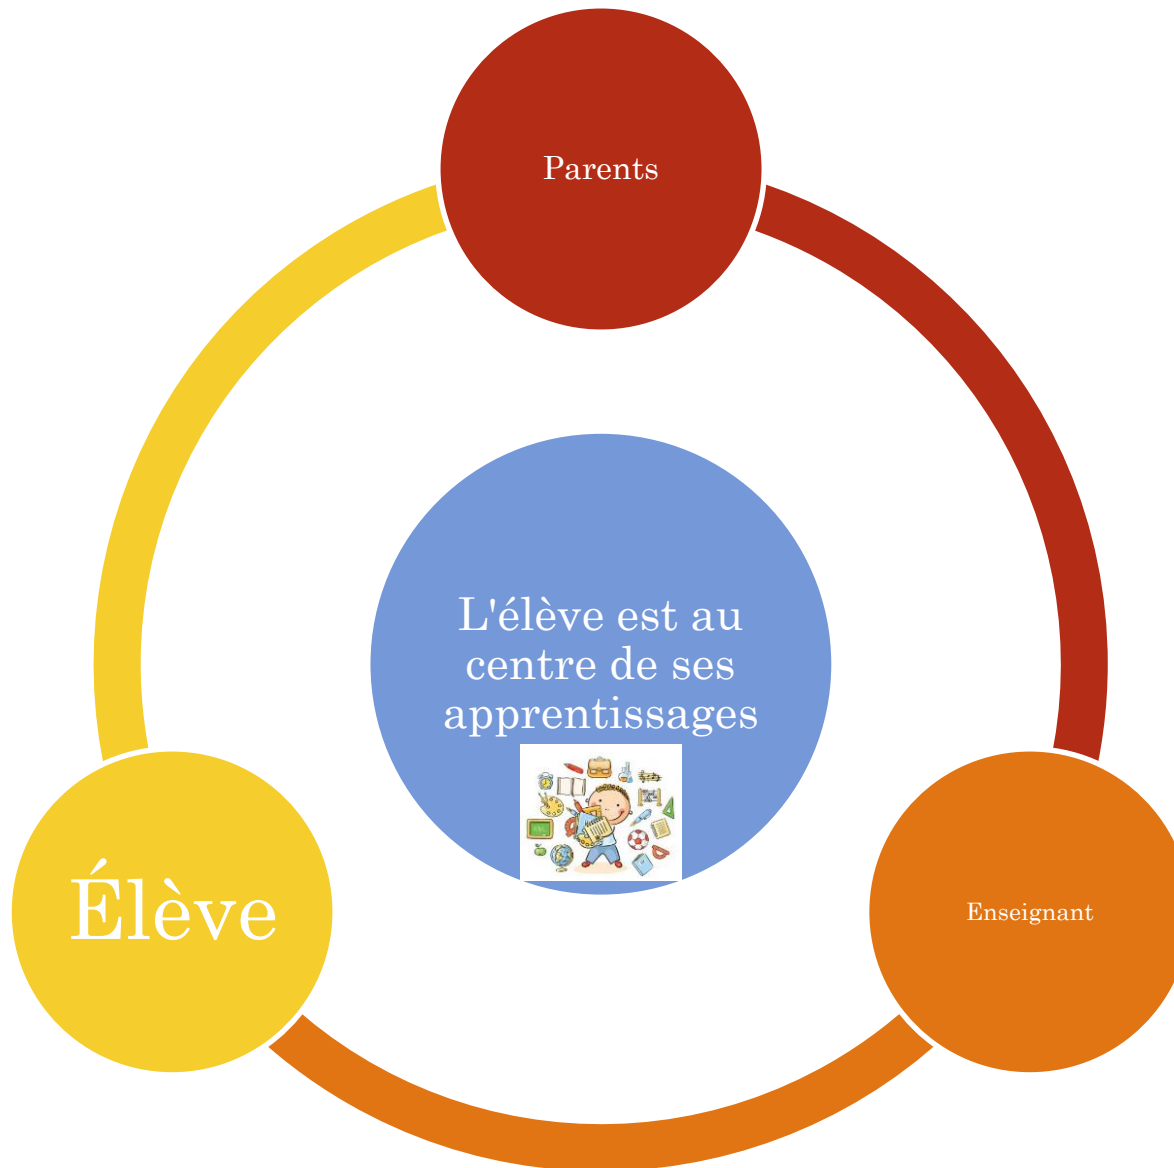 Parents
L'élève est au
centre de ses
apprentissages
Élève
Enseignant